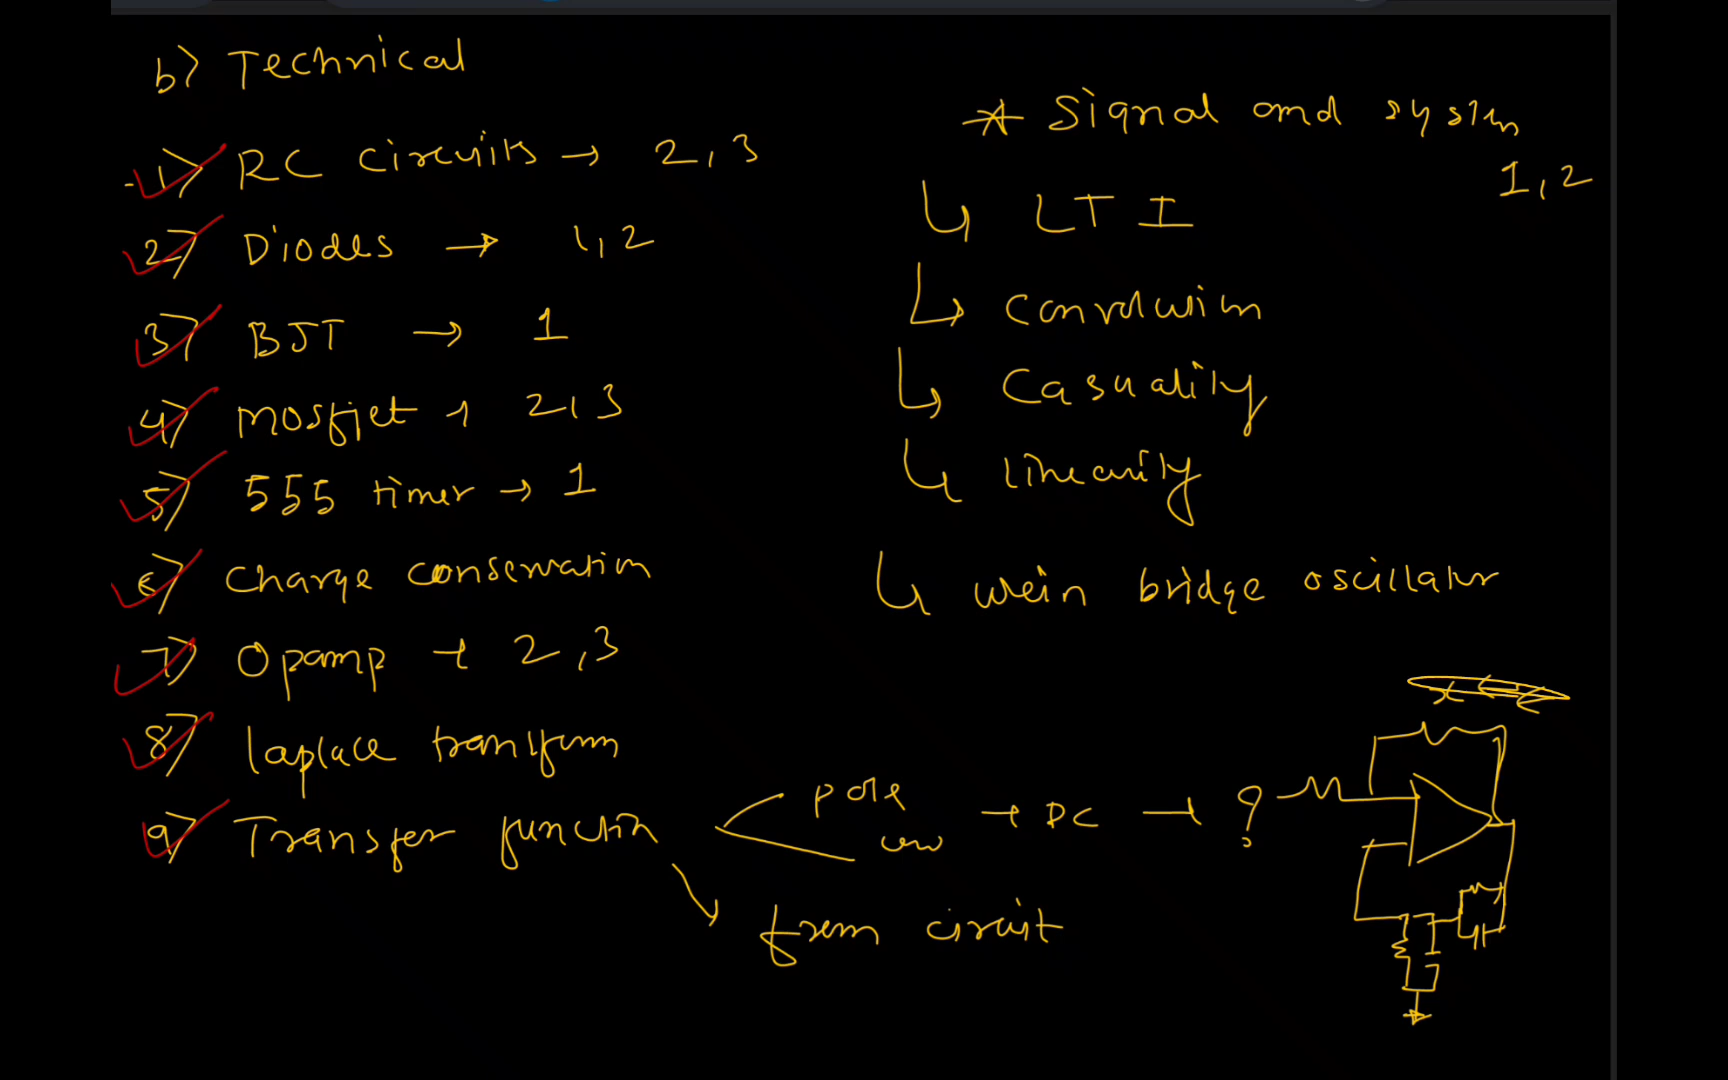 b) Technical
1) RC Circuits → 2, 3
2) Diodes → 1, 2
3) BJT → 1
4) mosfet → 2, 3
5) 555 timer → 1
6) Charge conservation
7) Opamp → 2, 3
8) laplace transform
9) Transfer function
pole
→ DC → ?
from circuit
* Signal and system
1, 2
↳ LTI
↳ Convolution
↳ Casuality
↳ linearity
↳ wein bridge oscillator